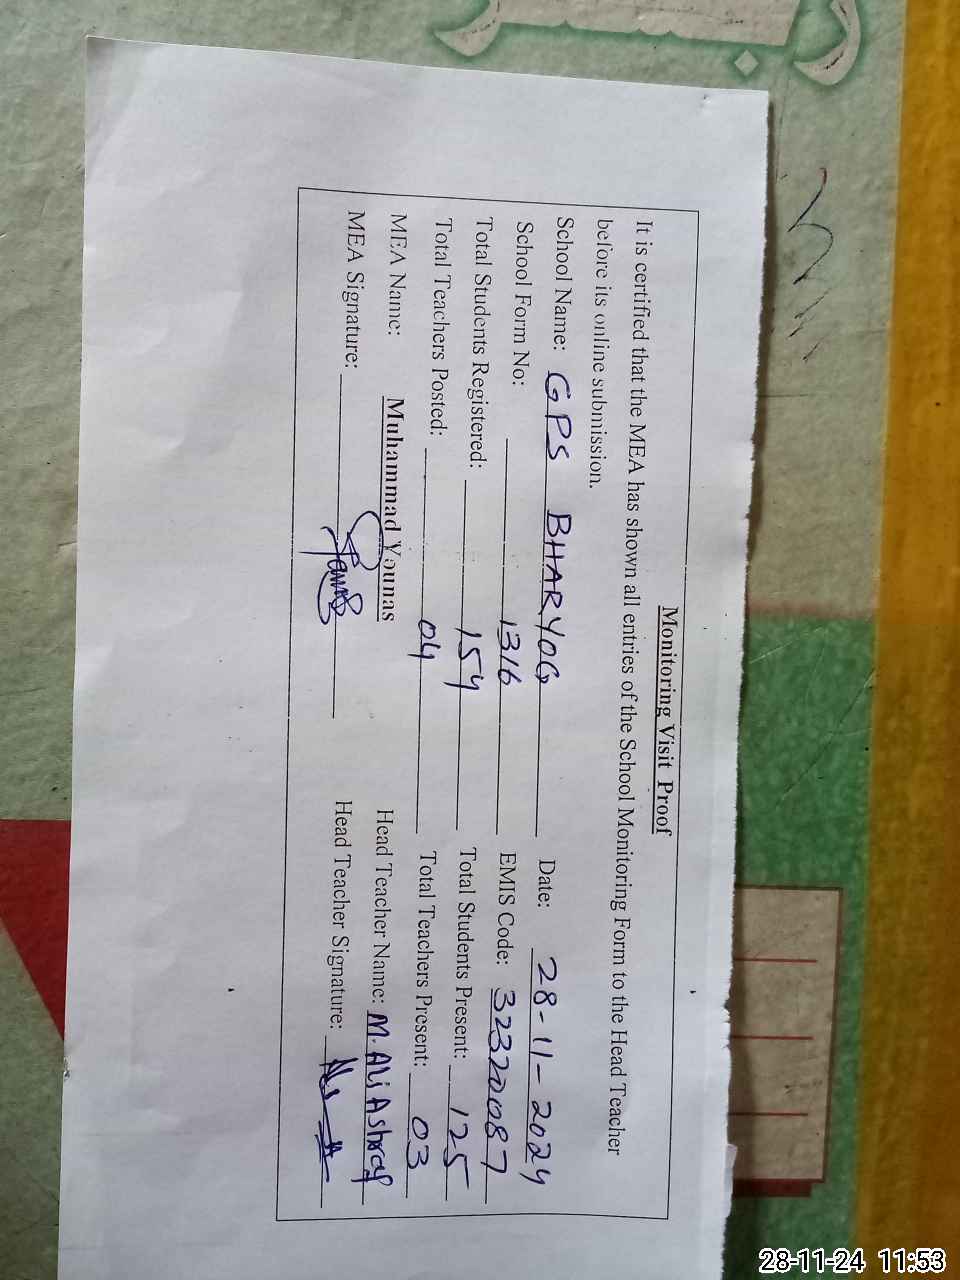 Monitoring Visit Proof
It is certified that the MEA has shown all entries of the School Monitoring Form to the Head Teacher
before its online submission.
School Name: GPS BHARYOG Date: 28-11-2024
School Form No: 1316 EMIS Code: 32320087
Total Students Registered: 154 Total Students Present: 125
Total Teachers Posted: 04 Total Teachers Present: 03
MEA Name: Muhammad Younas Head Teacher Name: M. Ali Ashraf
MEA Signature: Head Teacher Signature:
28-11-24 11:53